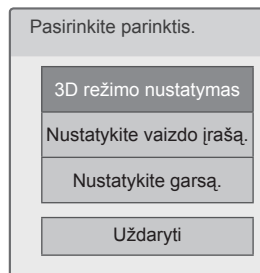 Pasirinkite parinktis.
3D režimo nustatymas
Nustatykite vaizdo įrašą.
Nustatykite garsą.
Uždaryti